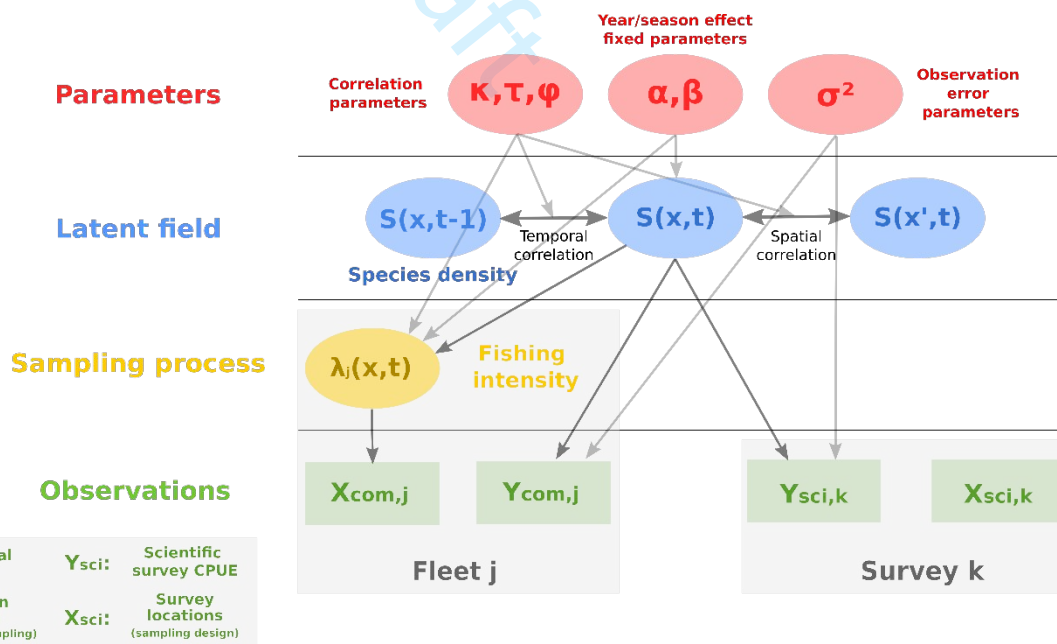 Year/season effect
fixed parameters
Parameters
Correlation
parameters
κ,τ,φ
α,β
σ²
Observation
error
parameters
Latent field
S(x,t-1)
S(x,t)
S(x',t)
Temporal
correlation
Spatial
correlation
Species density
Sampling process
λj(x,t)
Fishing
intensity
Observations
Xcom,j
Ycom,j
Ysci,k
Xsci,k
Fleet j
Survey k
Ysci:
Scientific
survey CPUE
Xsci:
Survey
locations
(sampling design)